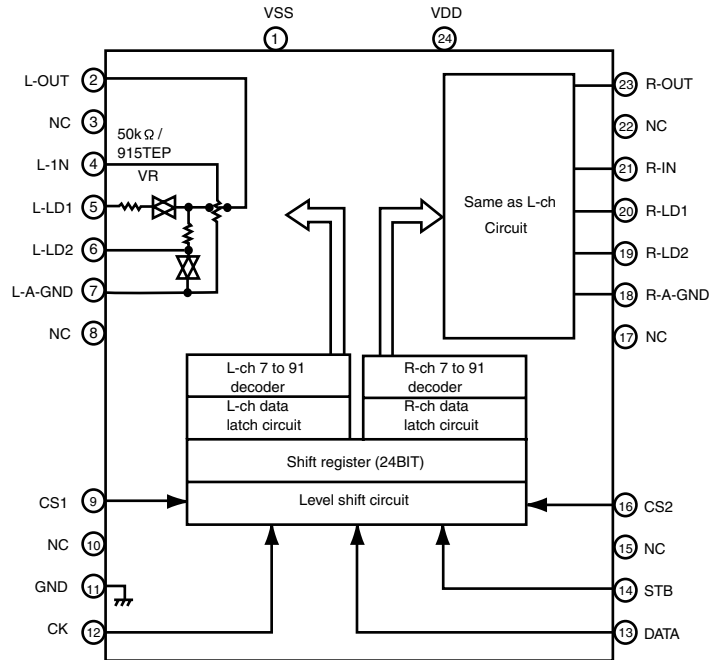 VSS
VDD
1
24
L-OUT 2
23 R-OUT
NC 3
22 NC
50kΩ /
915TEP
VR
L-1N 4
21 R-IN
L-LD1 5
20 R-LD1
Same as L-ch
Circuit
L-LD2 6
19 R-LD2
L-A-GND 7
18 R-A-GND
NC 8
17 NC
L-ch 7 to 91
decoder
R-ch 7 to 91
decoder
L-ch data
latch circuit
R-ch data
latch circuit
Shift register (24BIT)
Level shift circuit
CS1 9
16 CS2
NC 10
15 NC
GND 11
14 STB
CK 12
13 DATA